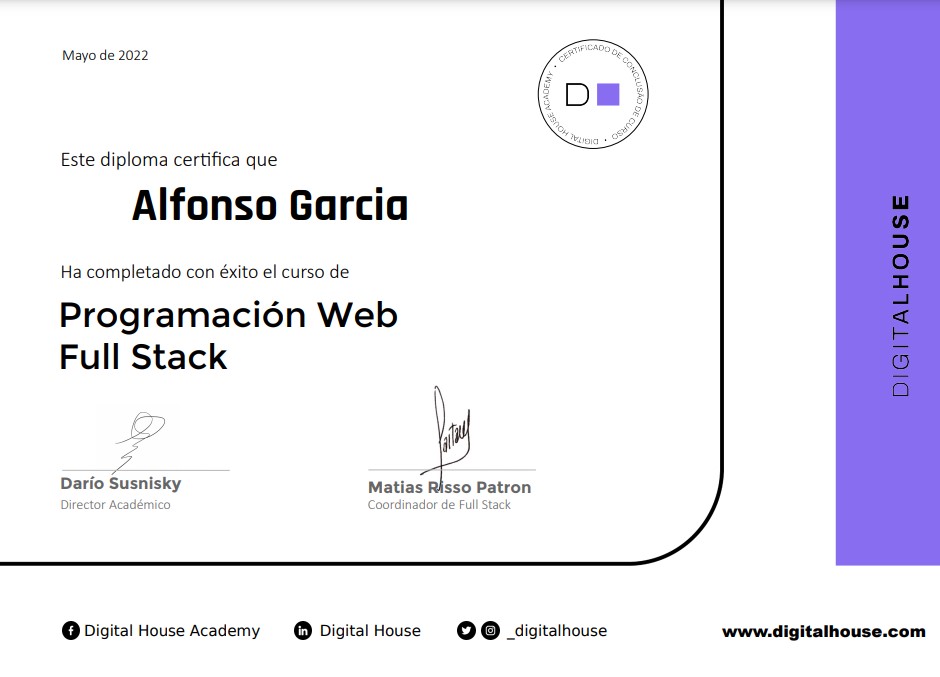 Mayo de 2022
DIGITAL HOUSE ACADEMY • CERTIFICADO DE CONCLUSÃO DE CURSO •
D
Este diploma certifica que
Alfonso Garcia
Ha completado con éxito el curso de
Programación Web
Full Stack
Darío Susnisky
Director Académico
Matias Risso Patron
Coordinador de Full Stack
DIGITALHOUSE
Digital House Academy
Digital House
_digitalhouse
www.digitalhouse.com